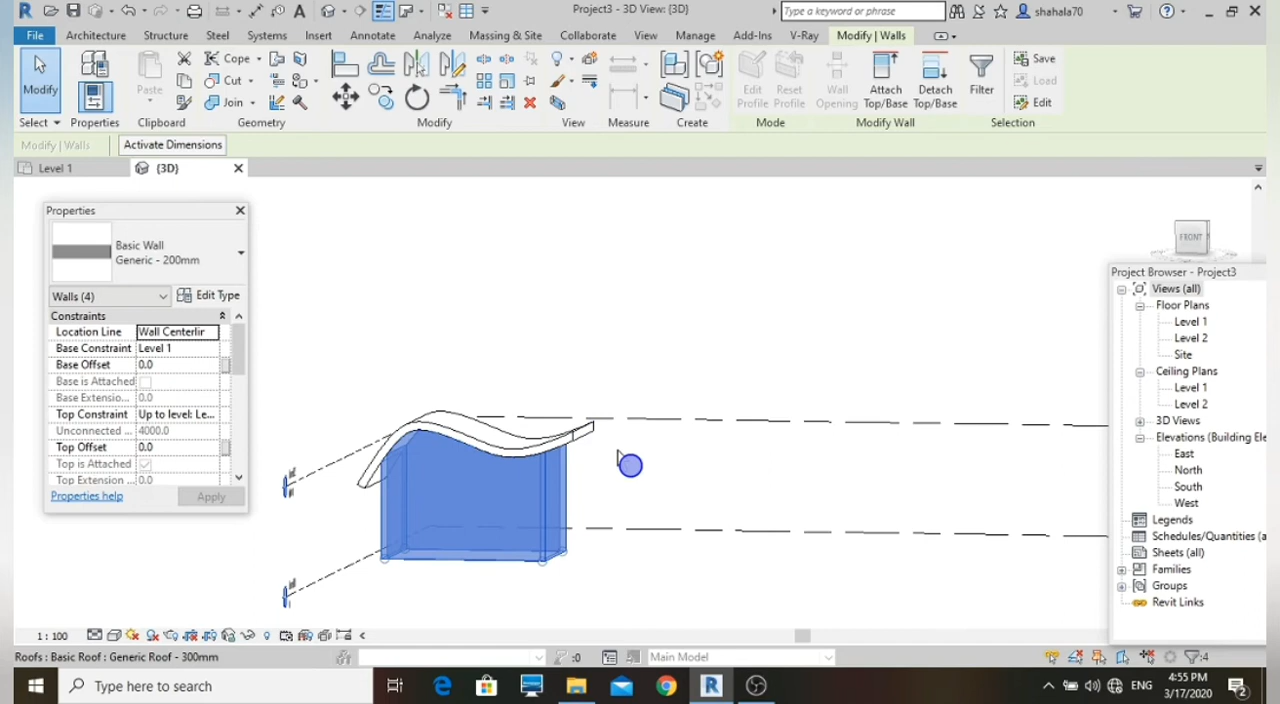 Project3 - 3D View: {3D}
Type a keyword or phrase
shahala70
File Architecture Structure Steel Systems Insert Annotate Analyze Massing & Site Collaborate View Manage Add-Ins V-Ray Modify | Walls
Modify
Properties
Paste
Cope
Cut
Join
Edit Profile
Reset Profile
Wall Opening
Attach Top/Base
Detach Top/Base
Filter
Save
Load
Edit
Select Properties Clipboard Geometry Modify View Measure Create Mode Modify Wall Selection
Modify | Walls Activate Dimensions
Level 1 {3D}
Properties
Basic Wall
Generic - 200mm
Walls (4) Edit Type
Constraints
Location Line Wall Centerlir
Base Constraint Level 1
Base Offset 0.0
Base is Attached
Base Extensio... 0.0
Top Constraint Up to level: Le...
Unconnected ... 4000.0
Top Offset 0.0
Top is Attached
Top Extension ... 0.0
Properties help Apply
FRONT
Project Browser - Project3
Views (all)
Floor Plans
Level 1
Level 2
Site
Ceiling Plans
Level 1
Level 2
3D Views
Elevations (Building Ele
East
North
South
West
Legends
Schedules/Quantities (a
Sheets (all)
Families
Groups
Revit Links
1 : 100
Roofs : Basic Roof : Generic Roof - 300mm :0 Main Model :4
Type here to search
ENG
4:55 PM
3/17/2020
2